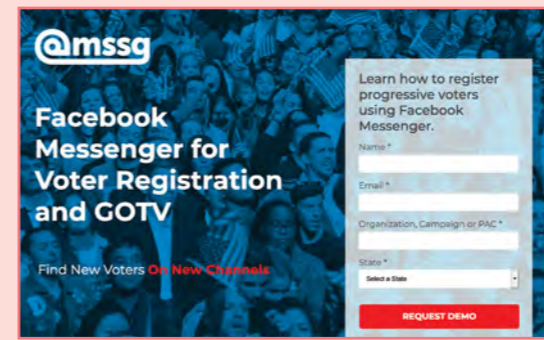 @mssg
Facebook
Messenger for
Voter Registration
and GOTV
Find New Voters On New Channels
Learn how to register
progressive voters
using Facebook
Messenger.
Name *
Email *
Organization, Campaign or PAC *
State *
Select a State
REQUEST DEMO